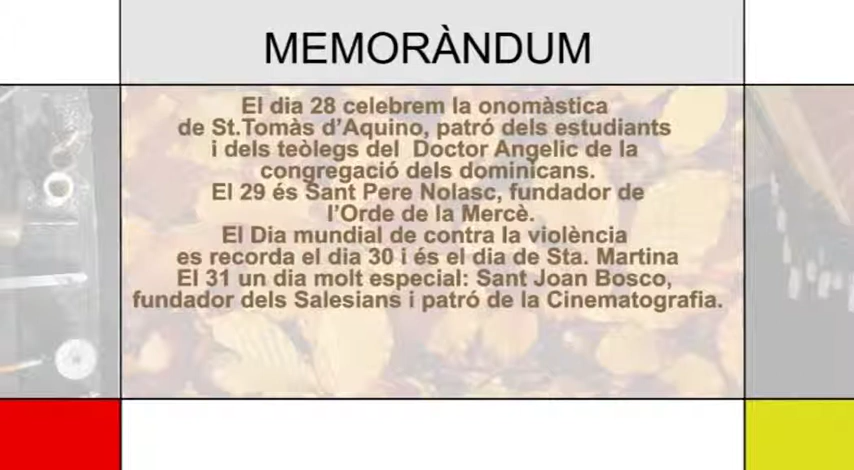 MEMORÀNDUM
El dia 28 celebrem la onomàstica
de St.Tomàs d'Aquino, patró dels estudiants
i dels teòlegs del Doctor Angelic de la
congregació dels dominicans.
El 29 és Sant Pere Nolasc, fundador de
l'Orde de la Mercè.
El Dia mundial de contra la violència
es recorda el dia 30 i és el dia de Sta. Martina
El 31 un dia molt especial: Sant Joan Bosco,
fundador dels Salesians i patró de la Cinematografia.